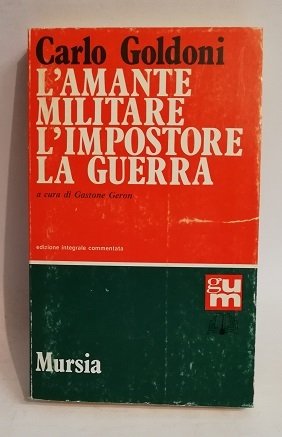 Carlo Goldoni
L'AMANTE
MILITARE
L'IMPOSTORE
LA GUERRA
a cura di Gastone Geron
edizione integrale commentata
gum
Mursia